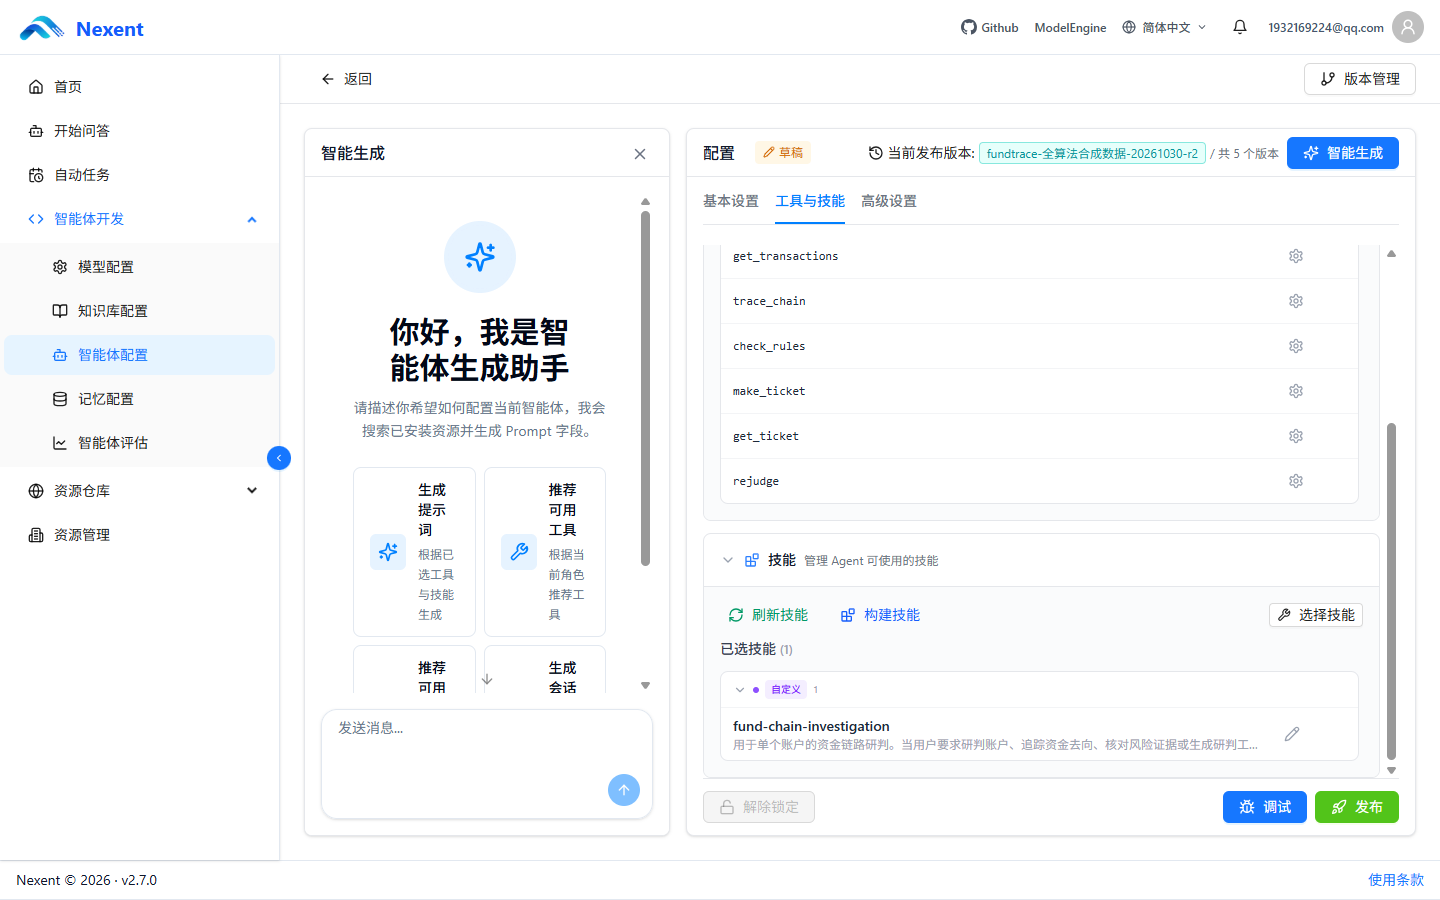 Nexent
Github
ModelEngine
简体中文
1932169224@qq.com
首页
开始问答
自动任务
智能体开发
模型配置
知识库配置
智能体配置
记忆配置
智能体评估
资源仓库
资源管理
返回
版本管理
智能生成
你好，我是智
能体生成助手
请描述你希望如何配置当前智能体，我会
搜索已安装资源并生成 Prompt 字段。
生成
提示
词
根据已
选工具
与技能
生成
推荐
可用
工具
根据当
前角色
推荐工
具
推荐
可用
生成
会话
发送消息...
配置
草稿
当前发布版本:
fundtrace-全算法合成数据-20261030-r2
/ 共 5 个版本
智能生成
基本设置
工具与技能
高级设置
get_transactions
trace_chain
check_rules
make_ticket
get_ticket
rejudge
技能
管理 Agent 可使用的技能
刷新技能
构建技能
选择技能
已选技能 (1)
自定义
1
fund-chain-investigation
用于单个账户的资金链路研判。当用户要求研判账户、追踪资金去向、核对风险证据或生成研判工...
解除锁定
调试
发布
Nexent © 2026 · v2.7.0
使用条款